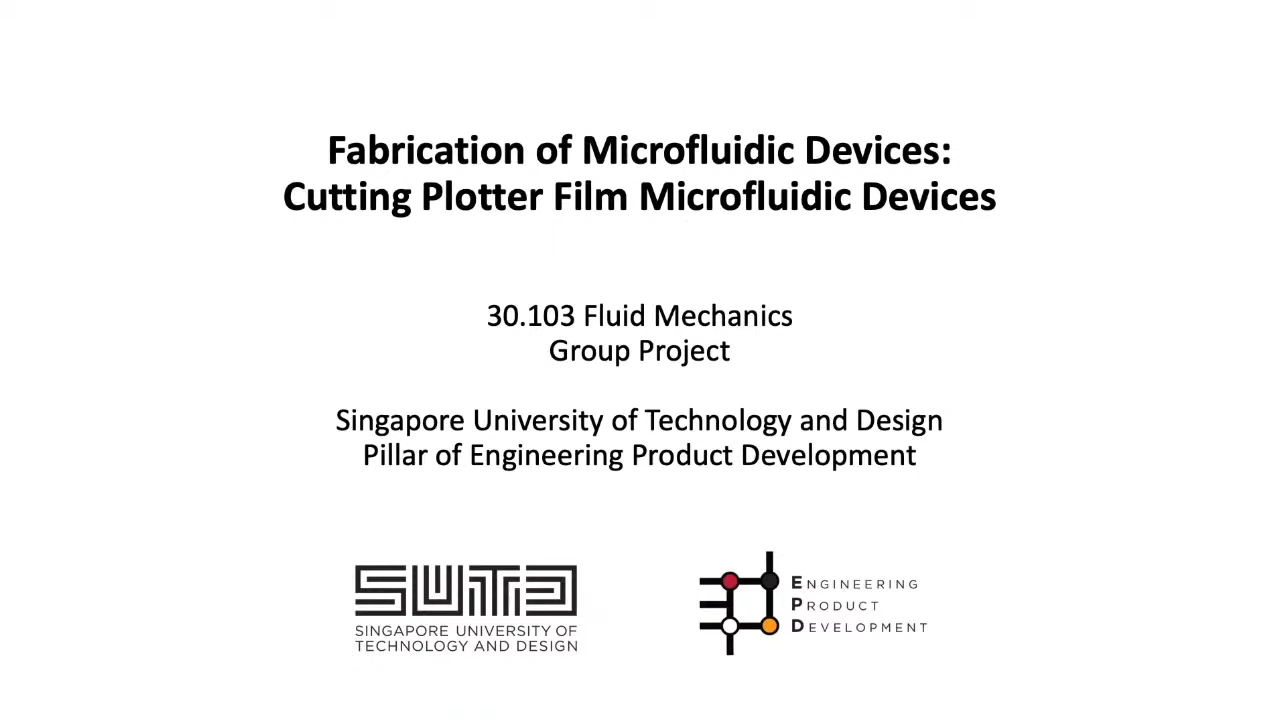 Fabrication of Microfluidic Devices:
Cutting Plotter Film Microfluidic Devices
30.103 Fluid Mechanics
Group Project
Singapore University of Technology and Design
Pillar of Engineering Product Development
SUTD
SINGAPORE UNIVERSITY OF
TECHNOLOGY AND DESIGN
ENGINEERING
PRODUCT
DEVELOPMENT